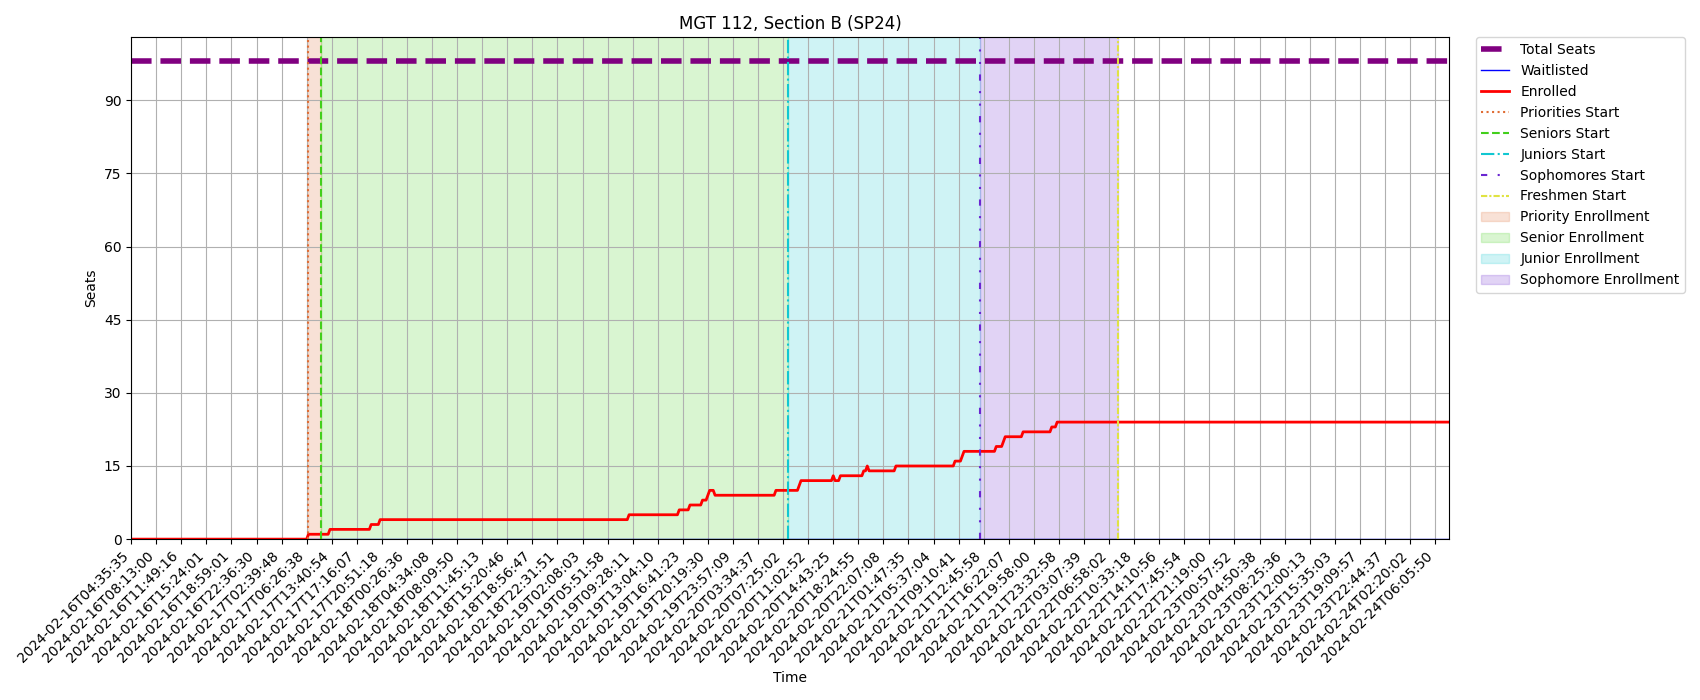 MGT 112, Section B (SP24)
Total Seats
Waitlisted
Enrolled
Priorities Start
Seniors Start
Juniors Start
Sophomores Start
Freshmen Start
Priority Enrollment
Senior Enrollment
Junior Enrollment
Sophomore Enrollment
Seats
90
75
60
45
30
15
0
2024-02-16T04:35:35
2024-02-16T08:13:00
2024-02-16T11:49:16
2024-02-16T15:24:01
2024-02-16T18:59:01
2024-02-16T22:36:30
2024-02-17T02:39:48
2024-02-17T06:26:38
2024-02-17T13:40:54
2024-02-17T17:16:07
2024-02-17T20:51:18
2024-02-18T00:26:36
2024-02-18T04:34:08
2024-02-18T08:09:50
2024-02-18T11:45:13
2024-02-18T15:20:46
2024-02-18T18:56:47
2024-02-18T22:31:51
2024-02-19T02:08:03
2024-02-19T05:51:58
2024-02-19T09:28:11
2024-02-19T13:04:10
2024-02-19T16:41:23
2024-02-19T20:19:30
2024-02-19T23:57:09
2024-02-20T03:34:37
2024-02-20T07:25:02
2024-02-20T11:02:52
2024-02-20T14:43:25
2024-02-20T18:24:55
2024-02-20T22:07:08
2024-02-21T01:47:35
2024-02-21T05:37:04
2024-02-21T09:10:41
2024-02-21T12:45:58
2024-02-21T16:22:07
2024-02-21T19:58:00
2024-02-21T23:32:58
2024-02-22T03:07:39
2024-02-22T06:58:02
2024-02-22T10:33:18
2024-02-22T14:10:56
2024-02-22T17:45:54
2024-02-22T21:19:00
2024-02-23T00:57:52
2024-02-23T04:50:38
2024-02-23T08:25:36
2024-02-23T12:00:13
2024-02-23T15:35:03
2024-02-23T19:09:57
2024-02-23T22:44:37
2024-02-24T02:20:02
2024-02-24T06:05:50
Time